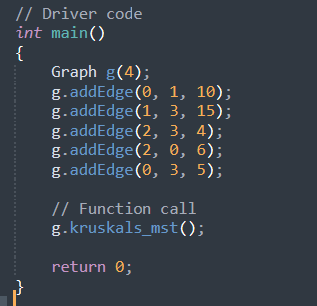 // Driver code
int main()
{
    Graph g(4);
    g.addEdge(0, 1, 10);
    g.addEdge(1, 3, 15);
    g.addEdge(2, 3, 4);
    g.addEdge(2, 0, 6);
    g.addEdge(0, 3, 5);

    // Function call
    g.kruskals_mst();

    return 0;
}